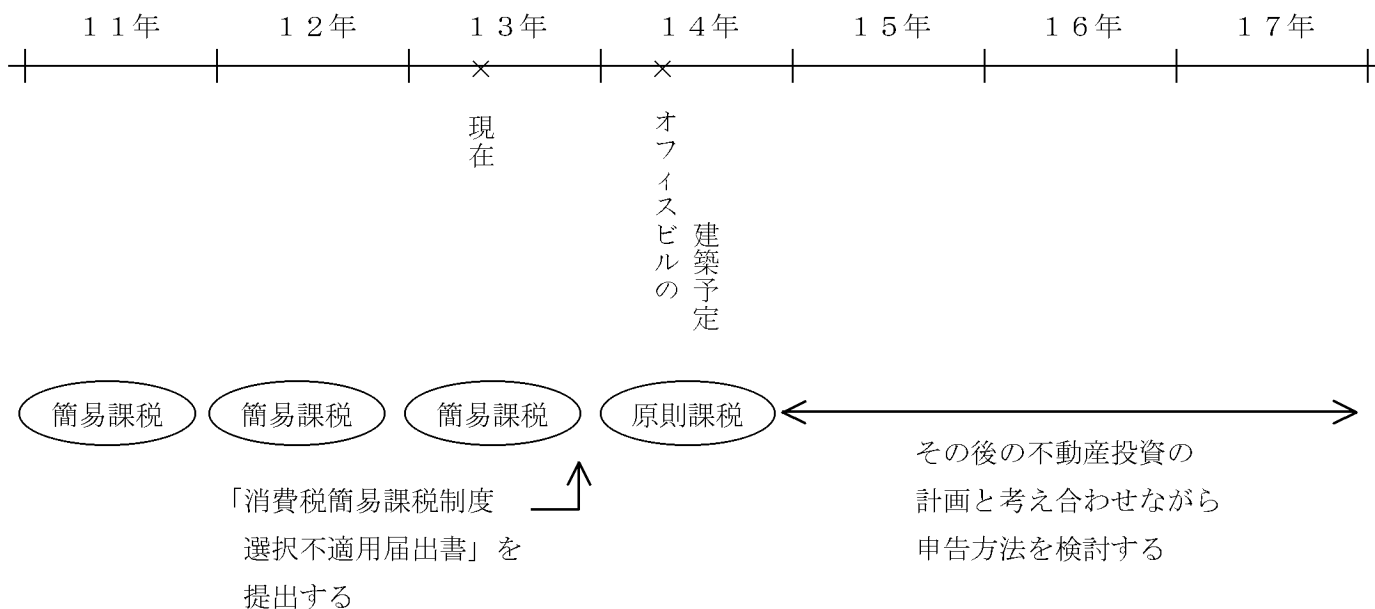 11年 12年 13年 14年 15年 16年 17年
現在
オフィスビルの
建築予定
簡易課税 簡易課税 簡易課税 原則課税
「消費税簡易課税制度
選択不適用届出書」を
提出する
その後の不動産投資の
計画と考え合わせながら
申告方法を検討する